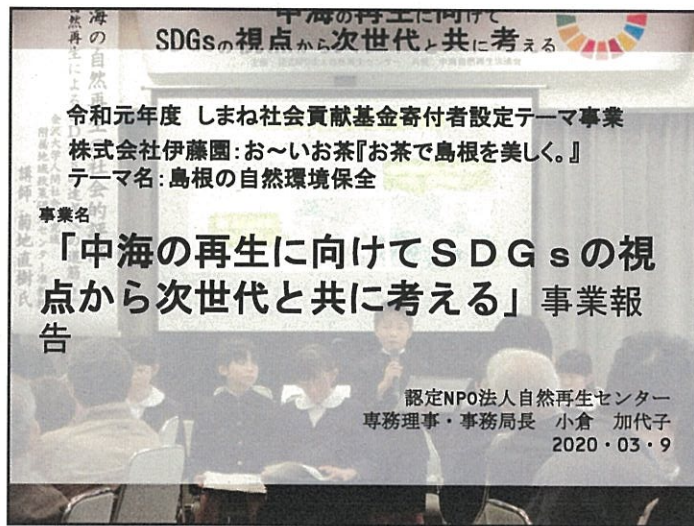 中海の再生に向けて
SDGsの視点から次世代と共に考える
令和元年度 しまね社会貢献基金寄付者設定テーマ事業
株式会社伊藤園：お～いお茶『お茶で島根を美しく。』
テーマ名：島根の自然環境保全
事業名
「中海の再生に向けてＳＤＧｓの視
点から次世代と共に考える」事業報
告
認定NPO法人自然再生センター
専務理事・事務局長 小倉 加代子
2020・03・9
講師 菊地 直樹 氏